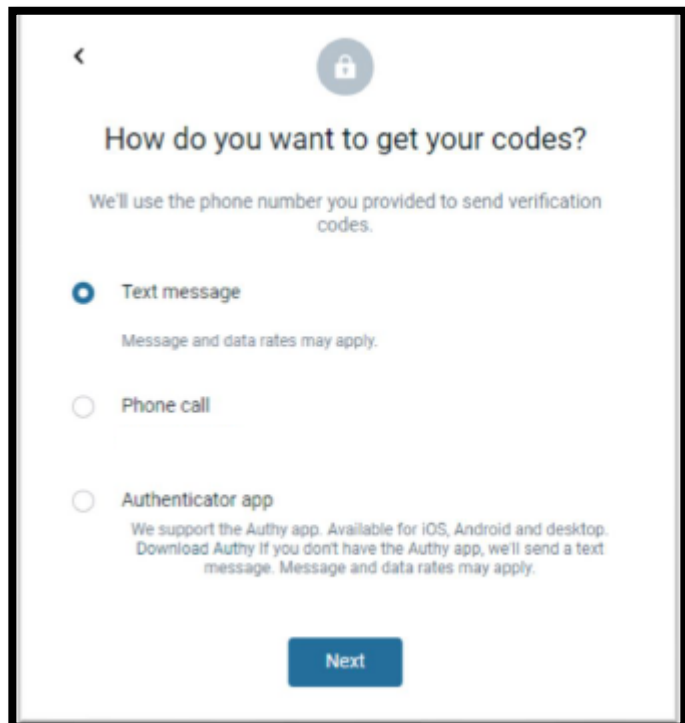 How do you want to get your codes?
We'll use the phone number you provided to send verification
codes.
Text message
Message and data rates may apply.
Phone call
Authenticator app
We support the Authy app. Available for iOS, Android and desktop.
Download Authy If you don't have the Authy app, we'll send a text
message. Message and data rates may apply.
Next